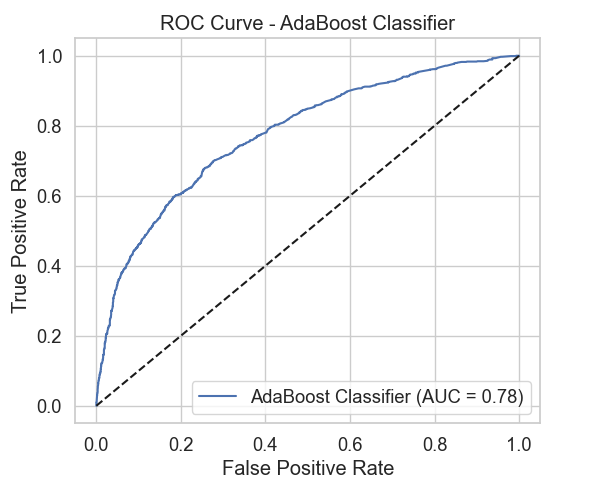 ROC Curve - AdaBoost Classifier
True Positive Rate
1.0
0.8
0.6
0.4
0.2
0.0
AdaBoost Classifier (AUC = 0.78)
0.0 0.2 0.4 0.6 0.8 1.0
False Positive Rate